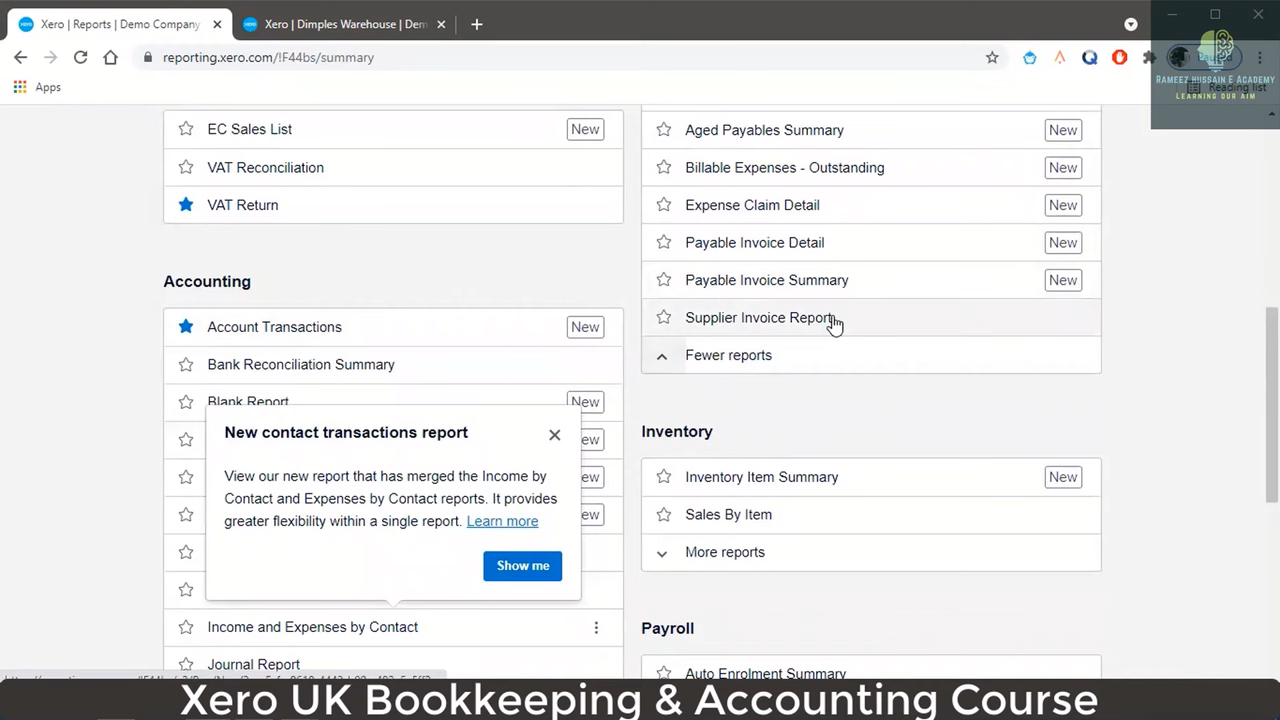 Xero | Reports | Demo Company
Xero | Dimples Warehouse | Dem
reporting.xero.com/!F44bs/summary
Apps
Reading list
RAMEEZ HUSSAIN E ACADEMY
LEARNING OUR AIM
EC Sales List New
VAT Reconciliation
VAT Return
Accounting
Account Transactions New
Bank Reconciliation Summary
Blank Report New
New contact transactions report
View our new report that has merged the Income by
Contact and Expenses by Contact reports. It provides
greater flexibility within a single report. Learn more
Show me
Income and Expenses by Contact
Journal Report
Aged Payables Summary New
Billable Expenses - Outstanding New
Expense Claim Detail New
Payable Invoice Detail New
Payable Invoice Summary New
Supplier Invoice Report
Fewer reports
Inventory
Inventory Item Summary New
Sales By Item
More reports
Payroll
Auto Enrolment Summary
Xero UK Bookkeeping & Accounting Course